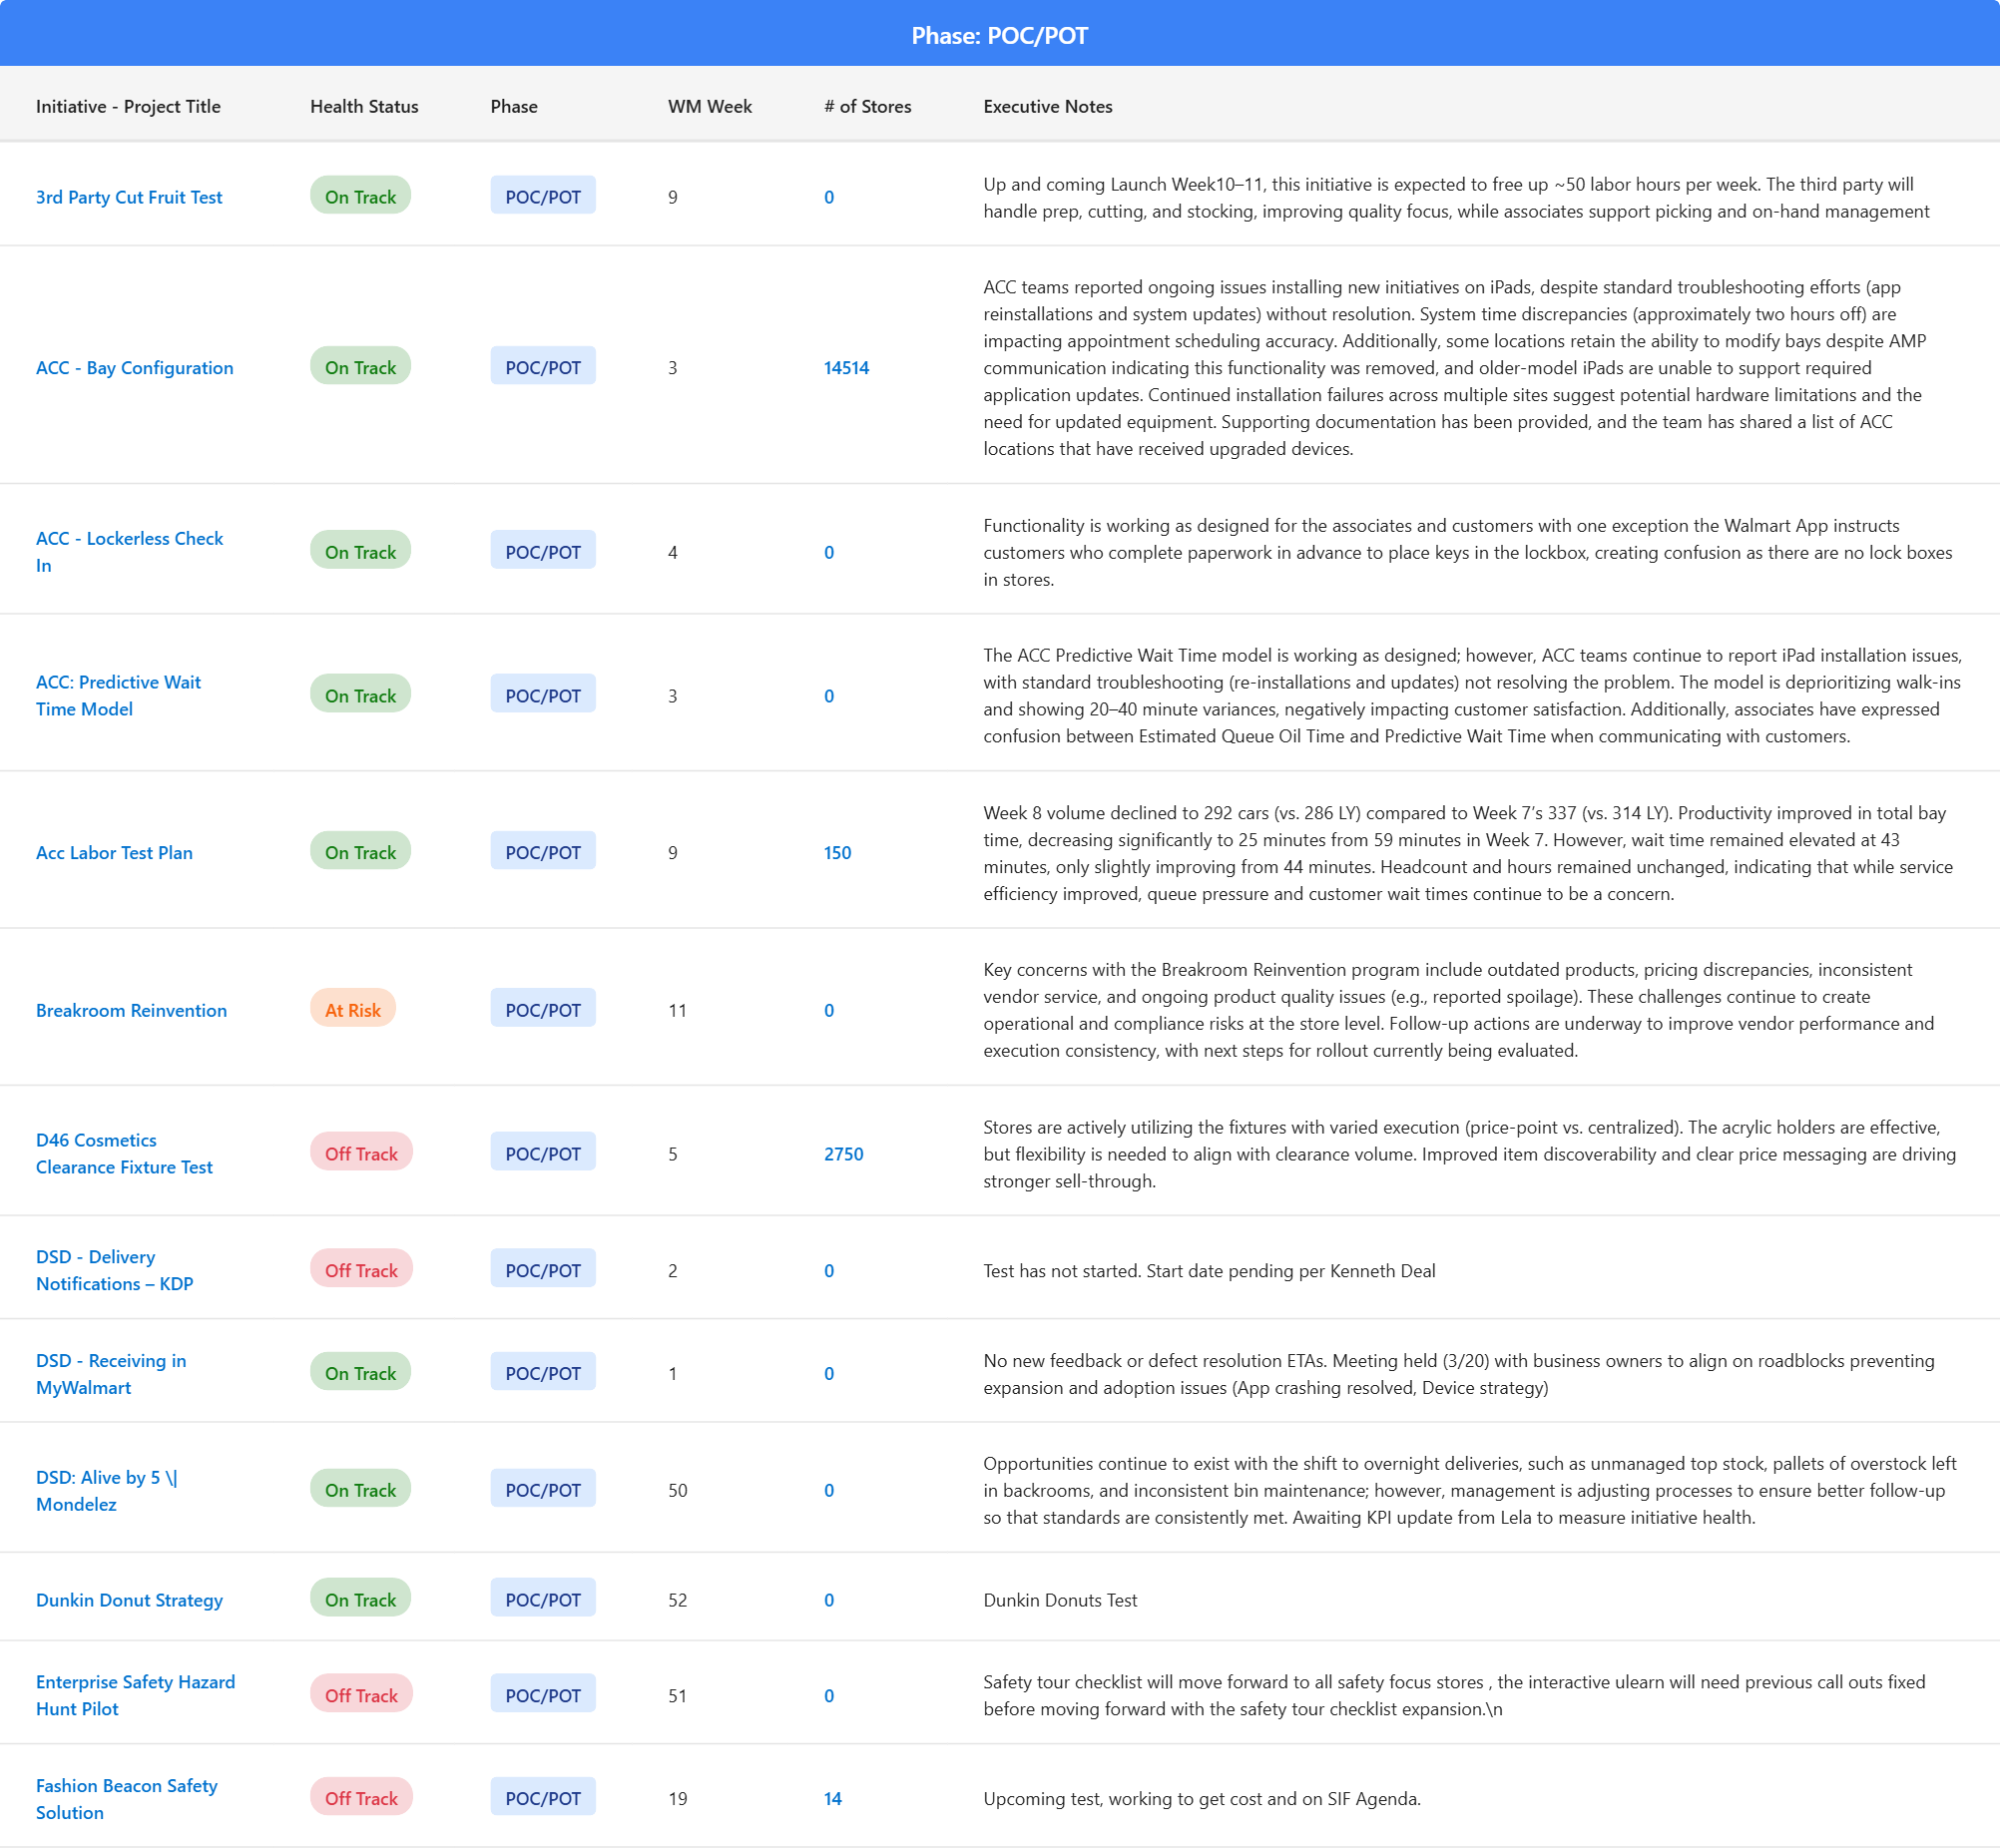 Phase: POC/POT
Initiative - Project Title Health Status Phase WM Week # of Stores Executive Notes
3rd Party Cut Fruit Test On Track POC/POT 9 0
Up and coming Launch Week10–11, this initiative is expected to free up ~50 labor hours per week. The third party will
handle prep, cutting, and stocking, improving quality focus, while associates support picking and on-hand management
ACC - Bay Configuration On Track POC/POT 3 14514
ACC teams reported ongoing issues installing new initiatives on iPads, despite standard troubleshooting efforts (app
reinstallations and system updates) without resolution. System time discrepancies (approximately two hours off) are
impacting appointment scheduling accuracy. Additionally, some locations retain the ability to modify bays despite AMP
communication indicating this functionality was removed, and older-model iPads are unable to support required
application updates. Continued installation failures across multiple sites suggest potential hardware limitations and the
need for updated equipment. Supporting documentation has been provided, and the team has shared a list of ACC
locations that have received upgraded devices.
ACC - Lockerless Check
In
On Track POC/POT 4 0
Functionality is working as designed for the associates and customers with one exception the Walmart App instructs
customers who complete paperwork in advance to place keys in the lockbox, creating confusion as there are no lock boxes
in stores.
ACC: Predictive Wait
Time Model
On Track POC/POT 3 0
The ACC Predictive Wait Time model is working as designed; however, ACC teams continue to report iPad installation issues,
with standard troubleshooting (re-installations and updates) not resolving the problem. The model is deprioritizing walk-ins
and showing 20–40 minute variances, negatively impacting customer satisfaction. Additionally, associates have expressed
confusion between Estimated Queue Oil Time and Predictive Wait Time when communicating with customers.
Acc Labor Test Plan On Track POC/POT 9 150
Week 8 volume declined to 292 cars (vs. 286 LY) compared to Week 7’s 337 (vs. 314 LY). Productivity improved in total bay
time, decreasing significantly to 25 minutes from 59 minutes in Week 7. However, wait time remained elevated at 43
minutes, only slightly improving from 44 minutes. Headcount and hours remained unchanged, indicating that while service
efficiency improved, queue pressure and customer wait times continue to be a concern.
Breakroom Reinvention At Risk POC/POT 11 0
Key concerns with the Breakroom Reinvention program include outdated products, pricing discrepancies, inconsistent
vendor service, and ongoing product quality issues (e.g., reported spoilage). These challenges continue to create
operational and compliance risks at the store level. Follow-up actions are underway to improve vendor performance and
execution consistency, with next steps for rollout currently being evaluated.
D46 Cosmetics
Clearance Fixture Test
Off Track POC/POT 5 2750
Stores are actively utilizing the fixtures with varied execution (price-point vs. centralized). The acrylic holders are effective,
but flexibility is needed to align with clearance volume. Improved item discoverability and clear price messaging are driving
stronger sell-through.
DSD - Delivery
Notifications – KDP
Off Track POC/POT 2 0
Test has not started. Start date pending per Kenneth Deal
DSD - Receiving in
MyWalmart
On Track POC/POT 1 0
No new feedback or defect resolution ETAs. Meeting held (3/20) with business owners to align on roadblocks preventing
expansion and adoption issues (App crashing resolved, Device strategy)
DSD: Alive by 5 \|
Mondelez
On Track POC/POT 50 0
Opportunities continue to exist with the shift to overnight deliveries, such as unmanaged top stock, pallets of overstock left
in backrooms, and inconsistent bin maintenance; however, management is adjusting processes to ensure better follow-up
so that standards are consistently met. Awaiting KPI update from Lela to measure initiative health.
Dunkin Donut Strategy On Track POC/POT 52 0
Dunkin Donuts Test
Enterprise Safety Hazard
Hunt Pilot
Off Track POC/POT 51 0
Safety tour checklist will move forward to all safety focus stores , the interactive ulearn will need previous call outs fixed
before moving forward with the safety tour checklist expansion.\n
Fashion Beacon Safety
Solution
Off Track POC/POT 19 14
Upcoming test, working to get cost and on SIF Agenda.